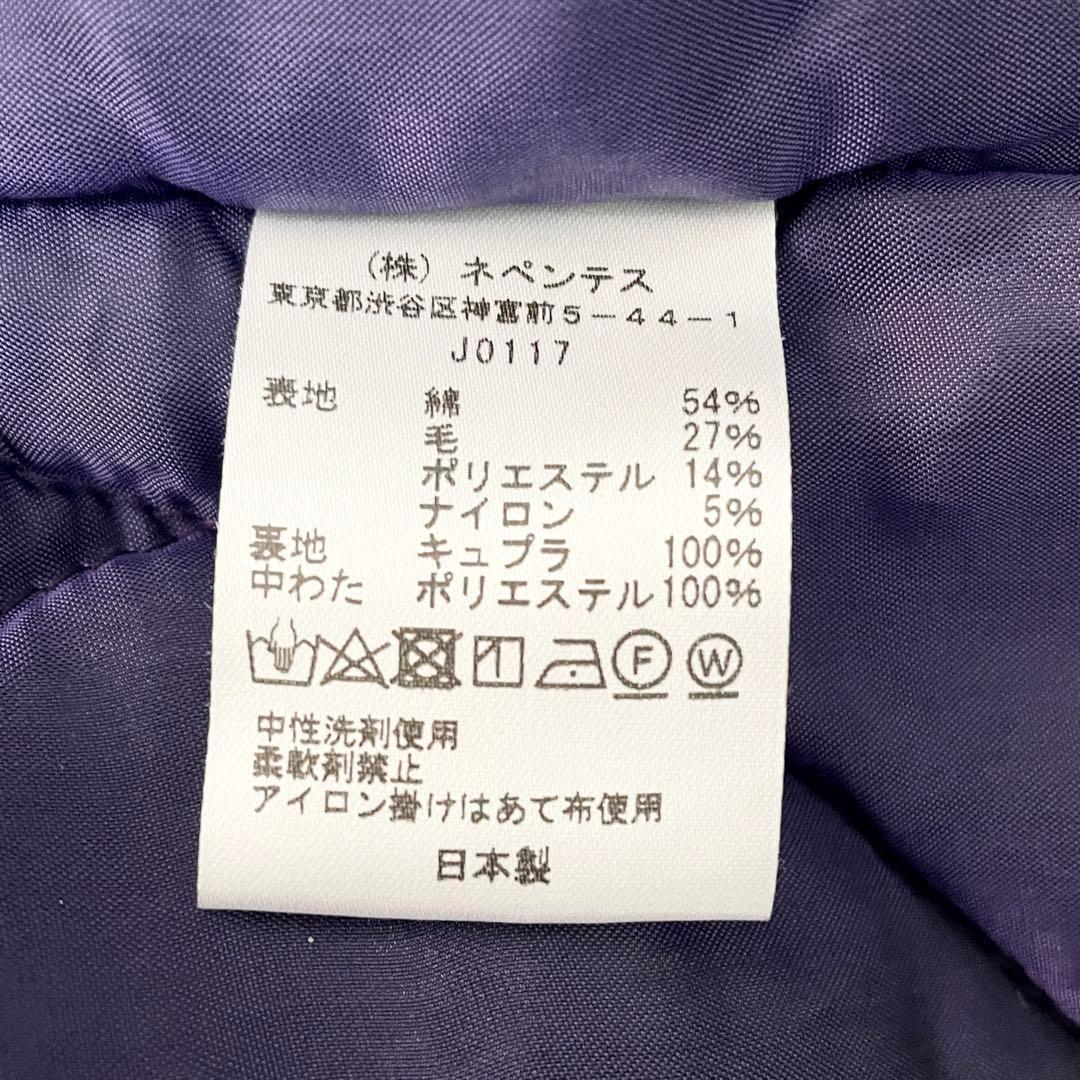 (株) ネペンテス
東京都渋谷区神宮前5-44-1
J0117
表地 綿 54%
毛 27%
ポリエステル 14%
ナイロン 5%
裏地 キュプラ 100%
中わた ポリエステル 100%
F W
中性洗剤使用
柔軟剤禁止
アイロン掛けはあて布使用
日本製